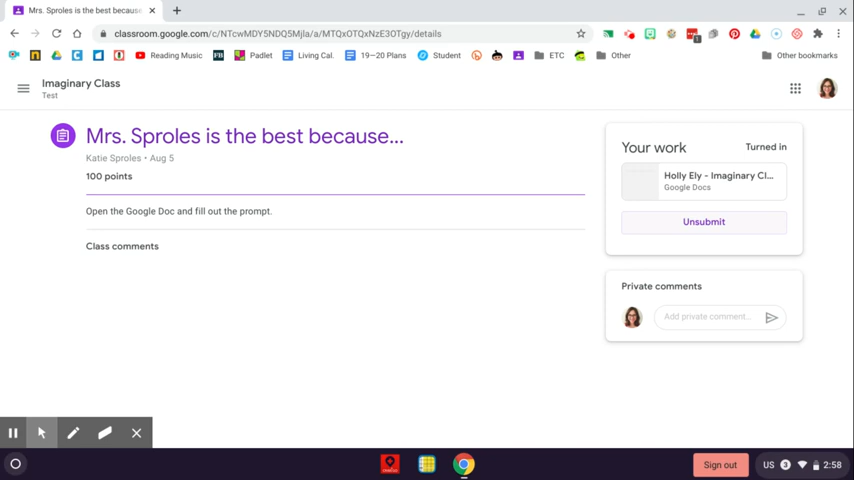 Mrs. Sproles is the best because
classroom.google.com/c/NTcwMDY5NDQ5Mjla/a/MTQxOTQxNzE3OTgy/details
Reading Music
Padlet
Living Cal.
19—20 Plans
Student
ETC
Other
Other bookmarks
Imaginary Class
Test
Mrs. Sproles is the best because...
Katie Sproles • Aug 5
100 points
Open the Google Doc and fill out the prompt.
Class comments
Your work
Turned in
Holly Ely - Imaginary Cl...
Google Docs
Unsubmit
Private comments
Add private comment...
Sign out
US 3 2:58